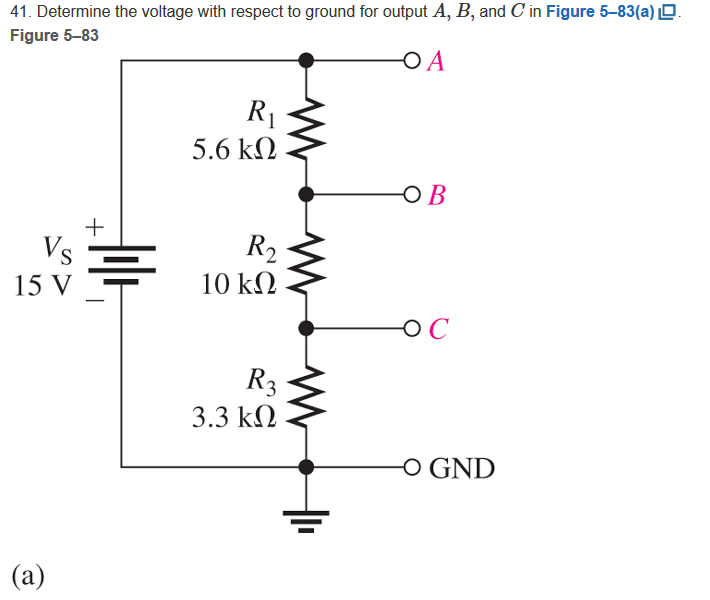 41. Determine the voltage with respect to ground for output A, B, and C in Figure 5–83(a).
Figure 5–83
A
R1
5.6 kΩ
B
+
VS
15 V
–
R2
10 kΩ
C
R3
3.3 kΩ
GND
(a)